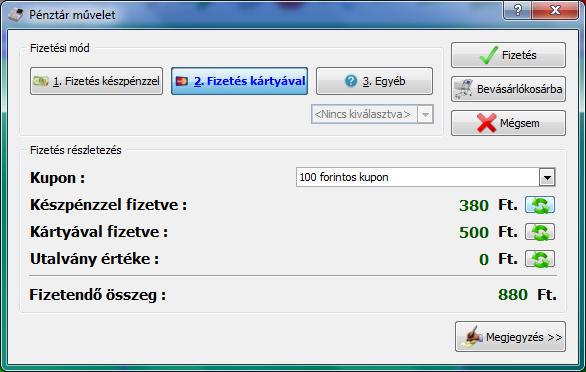 Pénztár művelet
Fizetési mód
1. Fizetés készpénzzel
2. Fizetés kártyával
3. Egyéb
<Nincs kiválasztva>
Fizetés
Bevásárlókosárba
Mégsem
Fizetés részletezés
Kupon :
100 forintos kupon
Készpénzzel fizetve : 380 Ft.
Kártyával fizetve : 500 Ft.
Utalvány értéke : 0 Ft.
Fizetendő összeg : 880 Ft.
Megjegyzés >>